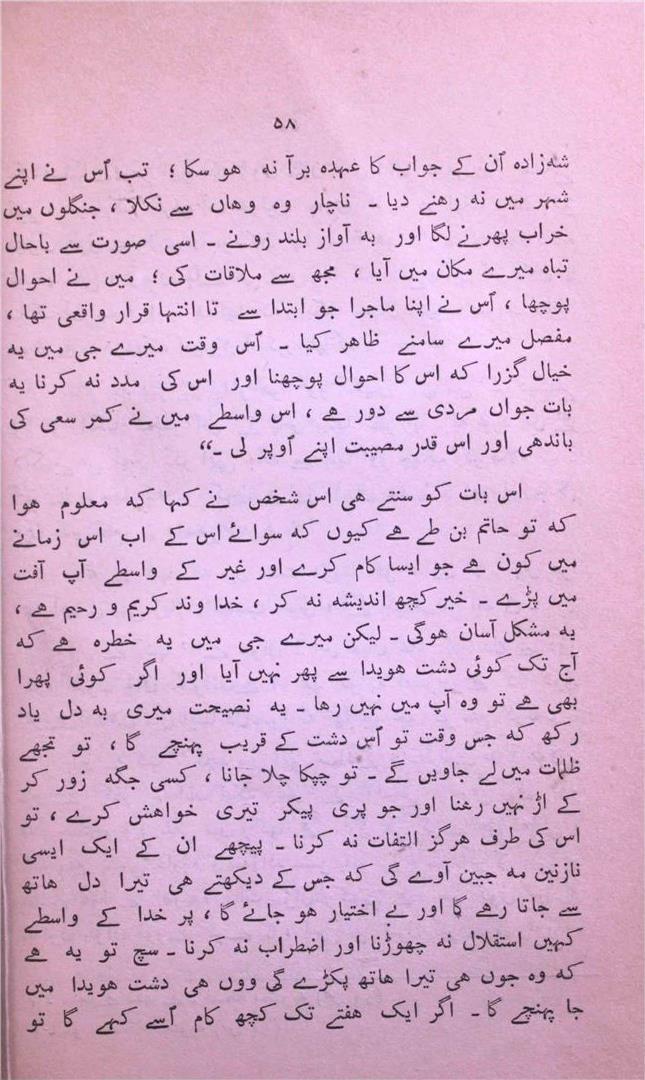 ۵۸
شہزادہ اُن کے جواب کا عہدہ برآ نہ ہو سکا ؛ تب اُس نے اپنے
شہر میں نہ رہنے دیا ۔ ناچار وہ وہاں سے نکلا ، جنگلوں میں
خراب پھرنے لگا اور بہ آواز بلند رونے ۔ اسی صورت سے باحال
تباہ میرے مکان میں آیا ، مجھ سے ملاقات کی ؛ میں نے احوال
پوچھا ، اُس نے اپنا ماجرا جو ابتدا سے تا انتہا قرار واقعی تھا ،
مفصل میرے سامنے ظاہر کیا ۔ اُس وقت میرے جی میں یہ
خیال گزرا کہ اس کا احوال پوچھنا اور اس کی مدد نہ کرنا یہ
بات جواں مردی سے دور ہے ، اس واسطے میں نے کمر سعی کی
باندھی اور اس قدر مصیبت اپنے اُوپر لی ۔“
اس بات کو سنتے ہی اس شخص نے کہا کہ معلوم ہوا
کہ تو حاتم بن طے ہے کیوں کہ سوائے اس کے اب اس زمانے
میں کون ہے جو ایسا کام کرے اور غیر کے واسطے آپ آفت
میں پڑے ۔ خیر کچھ اندیشہ نہ کر ، خدا وند کریم و رحیم ہے ،
یہ مشکل آسان ہوگی ۔ لیکن میرے جی میں یہ خطرہ ہے کہ
آج تک کوئی دشت ہویدا سے پھر نہیں آیا اور اگر کوئی پھرا
بھی ہے تو وہ آپ میں نہیں رہا ۔ یہ نصیحت میری بہ دل یاد
رکھ کہ جس وقت تو اُس دشت کے قریب پہنچے گا ، تو تجھے
ظلمات میں لے جاویں گے ۔ تو چپکا چلا جانا ، کسی جگہ زور کر
کے اڑ نہیں رہنا اور جو پری پیکر تیری خواہش کرے ، تو
اس کی طرف ہرگز التفات نہ کرنا ۔ پیچھے ان کے ایک ایسی
نازنین مہ جبین آوے گی کہ جس کے دیکھتے ہی تیرا دل ہاتھ
سے جاتا رہے گا اور بے اختیار ہو جائے گا ، پر خدا کے واسطے
کہیں استقلال نہ چھوڑنا اور اضطراب نہ کرنا ۔ سچ تو یہ ہے
کہ وہ جوں ہی تیرا ہاتھ پکڑے گی ووں ہی دشت ہویدا میں
جا پہنچے گا ۔ اگر ایک ہفتے تک کچھ کام اُسے کہے گا تو